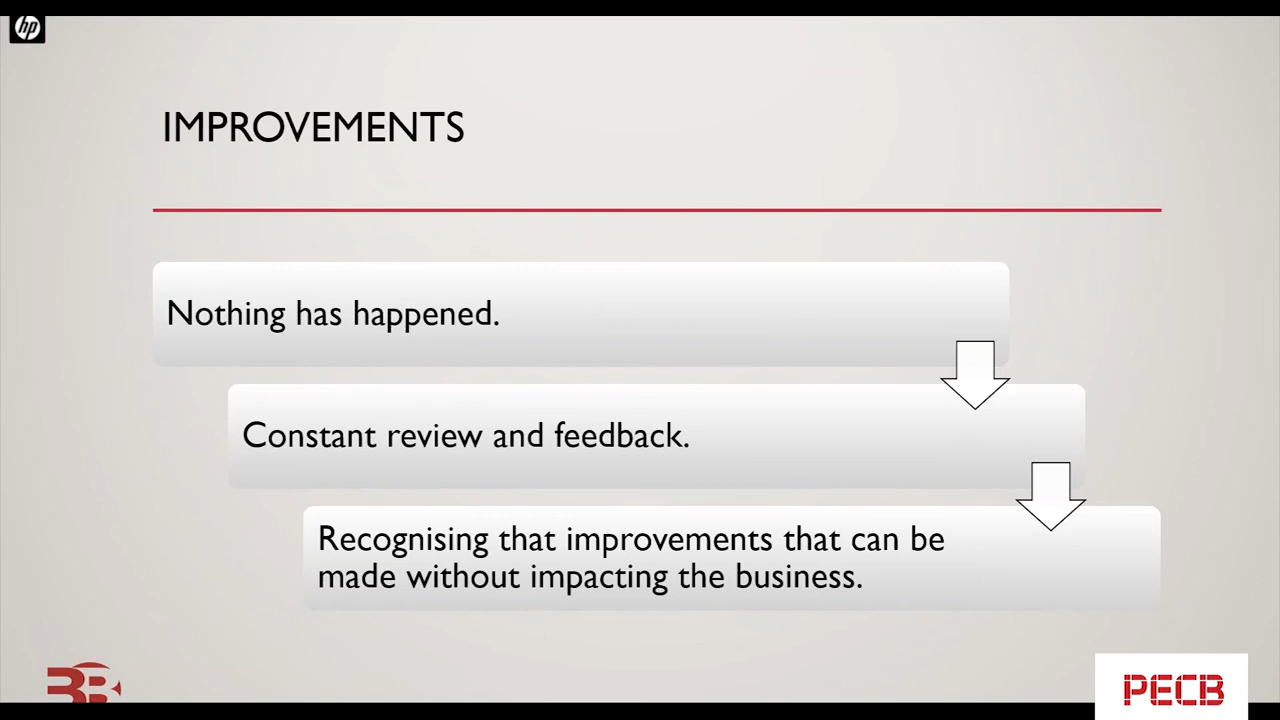 hp
IMPROVEMENTS
Nothing has happened.
Constant review and feedback.
Recognising that improvements that can be
made without impacting the business.
PECB